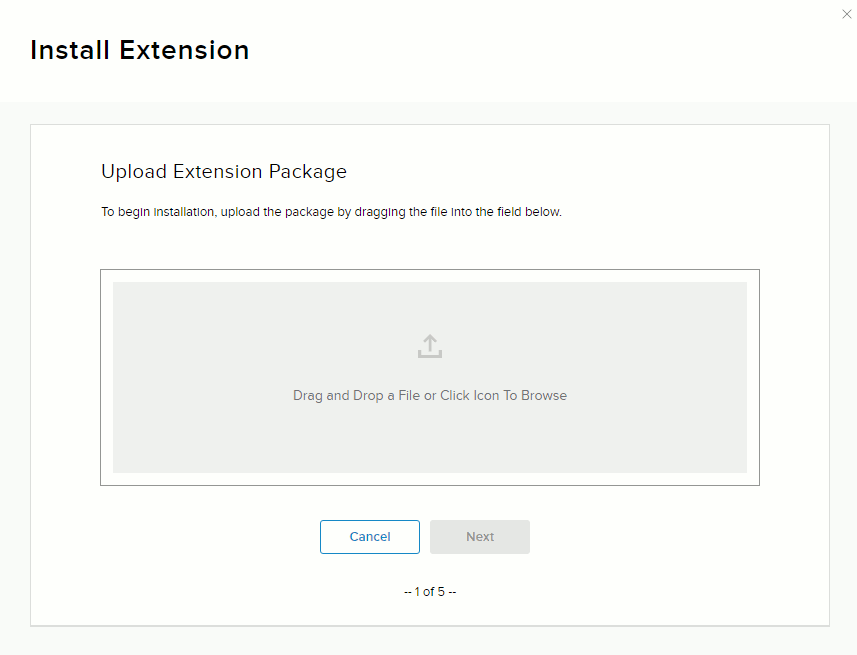 Install Extension
Upload Extension Package
To begin installation, upload the package by dragging the file into the field below.
Drag and Drop a File or Click Icon To Browse
Cancel
Next
-- 1 of 5 --